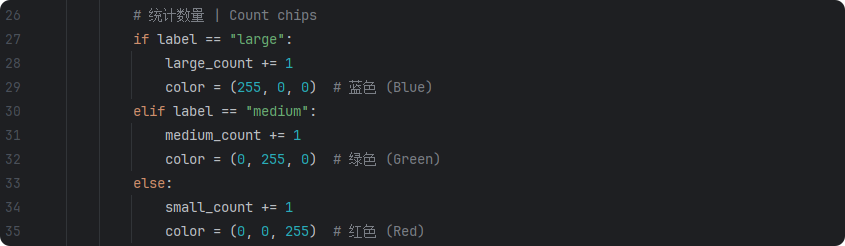 26 # 统计数量 | Count chips
27 if label == "large":
28 large_count += 1
29 color = (255, 0, 0)  # 蓝色 (Blue)
30 elif label == "medium":
31 medium_count += 1
32 color = (0, 255, 0)  # 绿色 (Green)
33 else:
34 small_count += 1
35 color = (0, 0, 255)  # 红色 (Red)